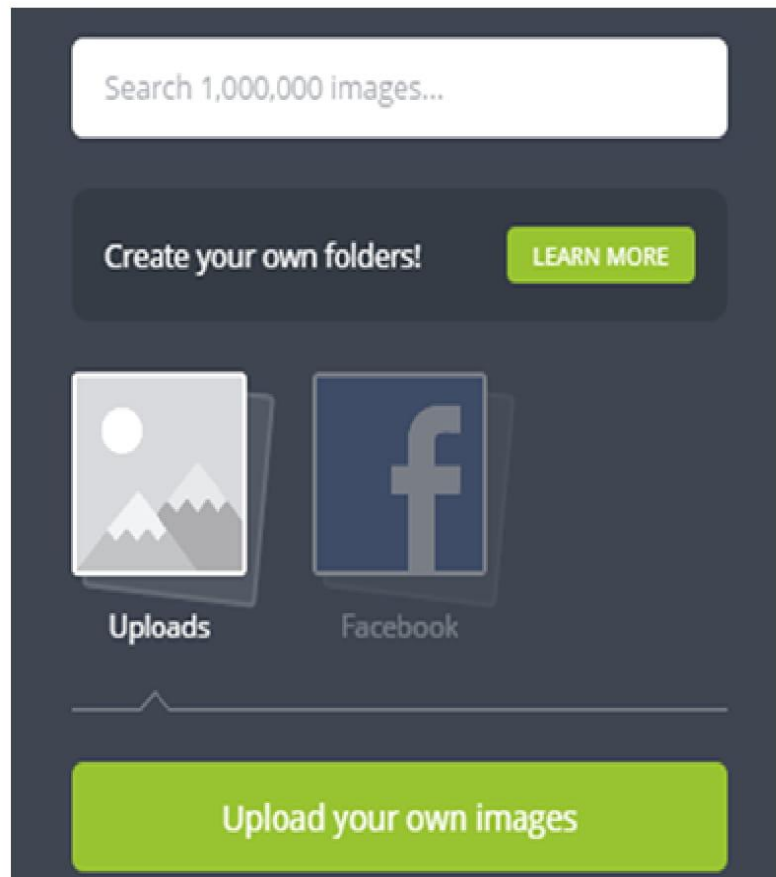 Search 1,000,000 images...
Create your own folders!
LEARN MORE
Uploads
Facebook
Upload your own images